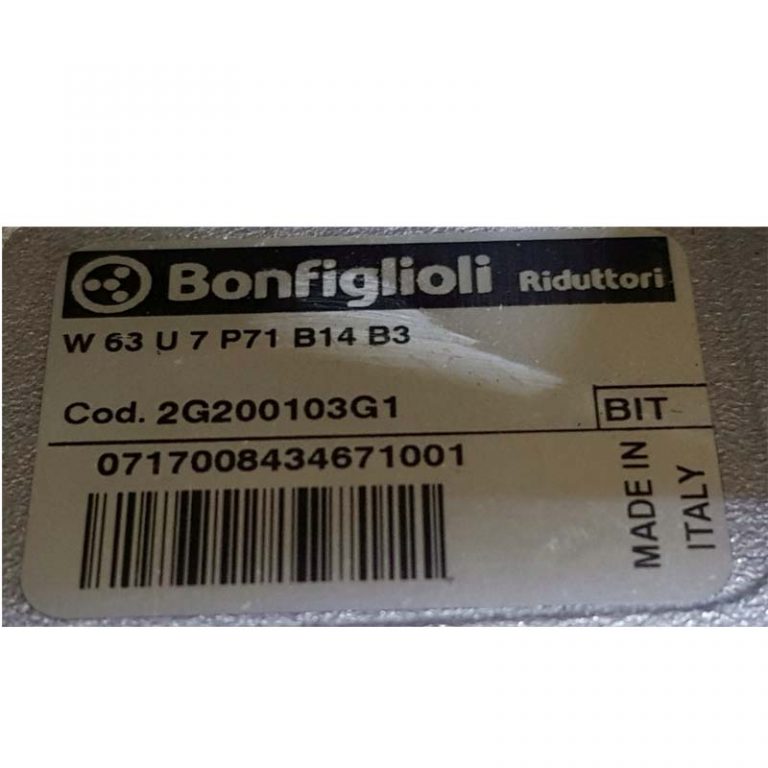 Bonfiglioli Riduttori
W 63 U 7 P71 B14 B3
Cod. 2G200103G1
BIT
0717008434671001
MADE IN
ITALY